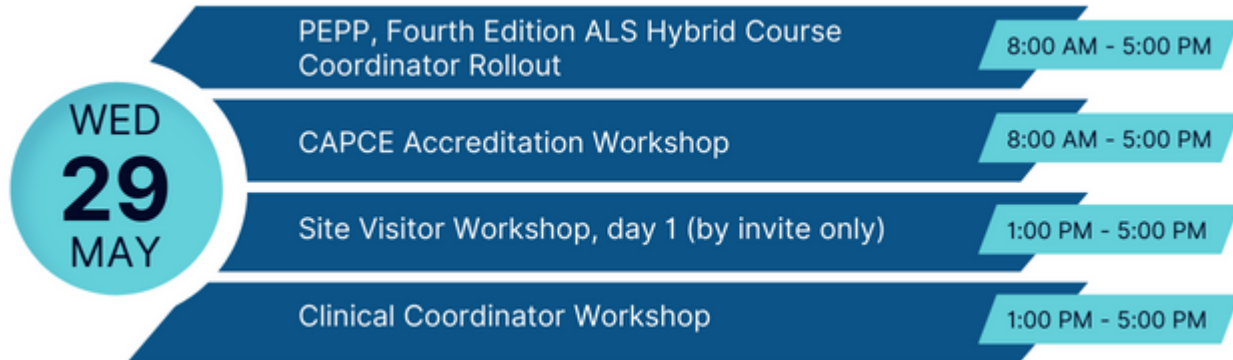 WED
29
MAY
PEPP, Fourth Edition ALS Hybrid Course
Coordinator Rollout
8:00 AM - 5:00 PM
CAPCE Accreditation Workshop
8:00 AM - 5:00 PM
Site Visitor Workshop, day 1 (by invite only)
1:00 PM - 5:00 PM
Clinical Coordinator Workshop
1:00 PM - 5:00 PM